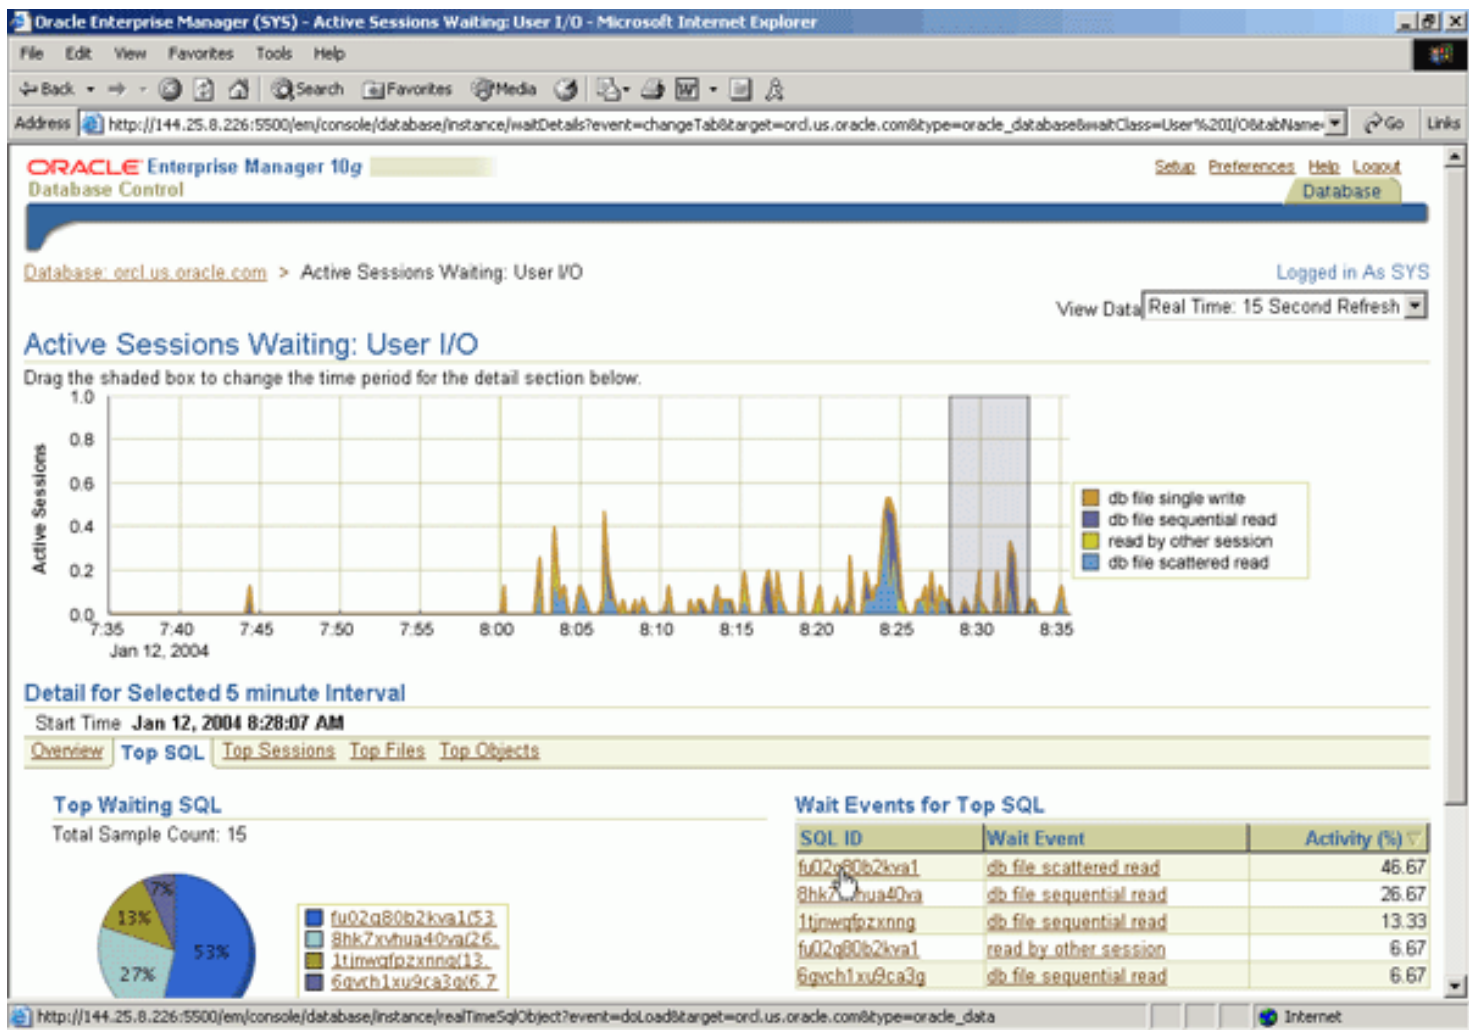 Oracle Enterprise Manager (SYS) - Active Sessions Waiting: User I/O - Microsoft Internet Explorer
File Edit View Favorites Tools Help
Back Search Favorites Media
Address http://144.25.8.226:5500/em/console/database/instance/waitDetails?event=changeTab&target=orcl.us.oracle.com&type=oracle_database&waitClass=User%20I/O&tabName= Go Links
ORACLE Enterprise Manager 10g
Setup Preferences Help Logout
Database Control
Database
Database: orcl.us.oracle.com > Active Sessions Waiting: User I/O
Logged in As SYS
View Data Real Time: 15 Second Refresh
Active Sessions Waiting: User I/O
Drag the shaded box to change the time period for the detail section below.
Active Sessions
1.0
0.8
0.6
0.4
0.2
0.0
7:35 7:40 7:45 7:50 7:55 8:00 8:05 8:10 8:15 8:20 8:25 8:30 8:35
Jan 12, 2004
db file single write
db file sequential read
read by other session
db file scattered read
Detail for Selected 5 minute Interval
Start Time Jan 12, 2004 8:28:07 AM
Overview Top SQL Top Sessions Top Files Top Objects
Top Waiting SQL
Total Sample Count: 15
7%
13%
53%
27%
fu02q80b2kva1(53
8hk7xvhua40va(26.
1tjnwqfpzxnng(13.
6gvch1xu9ca3g(6.7
Wait Events for Top SQL
SQL ID Wait Event Activity (%)
fu02q80b2kva1 db file scattered read 46.67
db file sequential read 26.67
1tjnwqfpzxnng db file sequential read 13.33
fu02q80b2kva1 read by other session 6.67
6gvch1xu9ca3g db file sequential read 6.67
http://144.25.8.226:5500/em/console/database/instance/realTimeSqlObject?event=doLoad&target=orcl.us.oracle.com&type=oracle_data
Internet